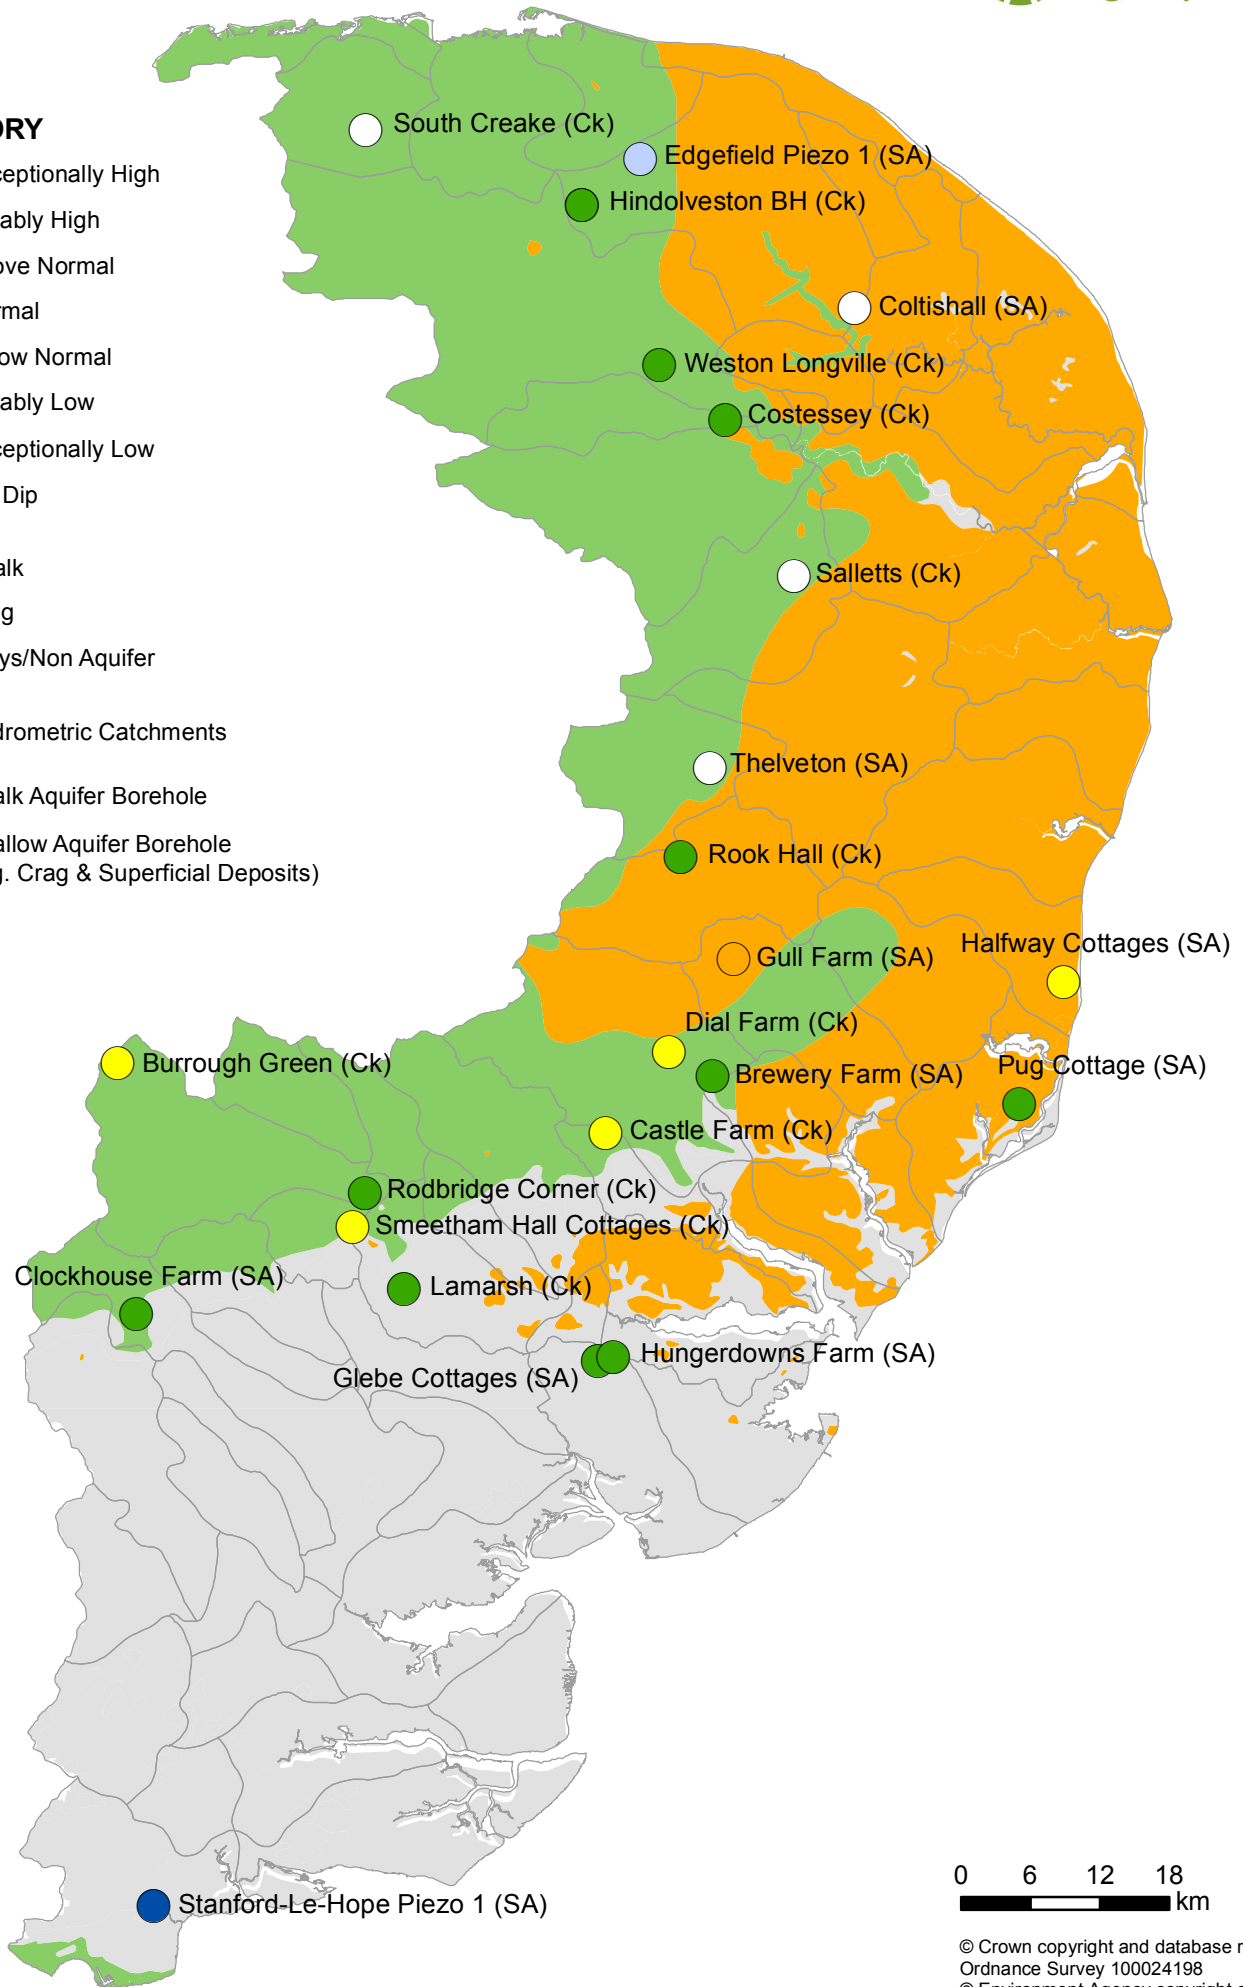 South Creake (Ck)
Edgefield Piezo 1 (SA)
Hindolveston BH (Ck)
Coltishall (SA)
Weston Longville (Ck)
Costessey (Ck)
Salletts (Ck)
Thelveton (SA)
Rook Hall (Ck)
Halfway Cottages (SA)
Gull Farm (SA)
Dial Farm (Ck)
Burrough Green (Ck)
Brewery Farm (SA)
Pug Cottage (SA)
Castle Farm (Ck)
Rodbridge Corner (Ck)
Smeetham Hall Cottages (Ck)
Clockhouse Farm (SA)
Lamarsh (Ck)
Hungerdowns Farm (SA)
Glebe Cottages (SA)
Stanford-Le-Hope Piezo 1 (SA)
ORY
ceptionally High
ably High
ove Normal
rmal
low Normal
ably Low
ceptionally Low
Dip
alk
g
ys/Non Aquifer
drometric Catchments
alk Aquifer Borehole
allow Aquifer Borehole
g. Crag & Superficial Deposits)
0 6 12 18
km
© Crown copyright and database r
Ordnance Survey 100024198
© Environment Agency copyright